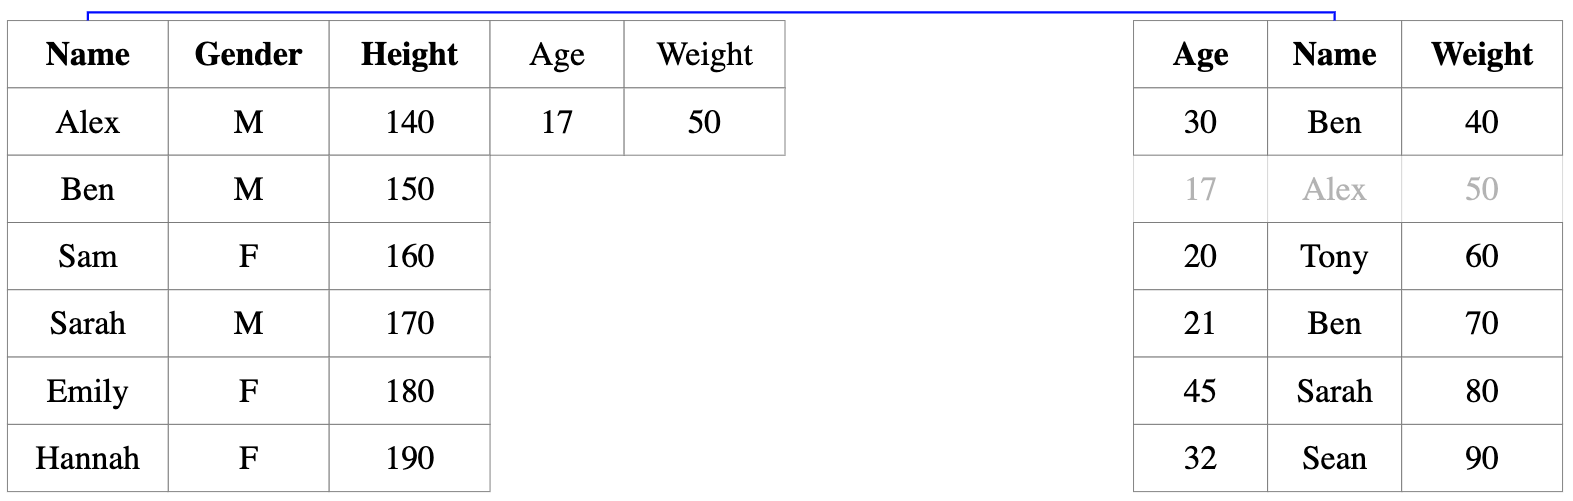 Name Gender Height Age Weight Age Name Weight
Alex M 140 17 50 30 Ben 40
Ben M 150 17 Alex 50
Sam F 160 20 Tony 60
Sarah M 170 21 Ben 70
Emily F 180 45 Sarah 80
Hannah F 190 32 Sean 90